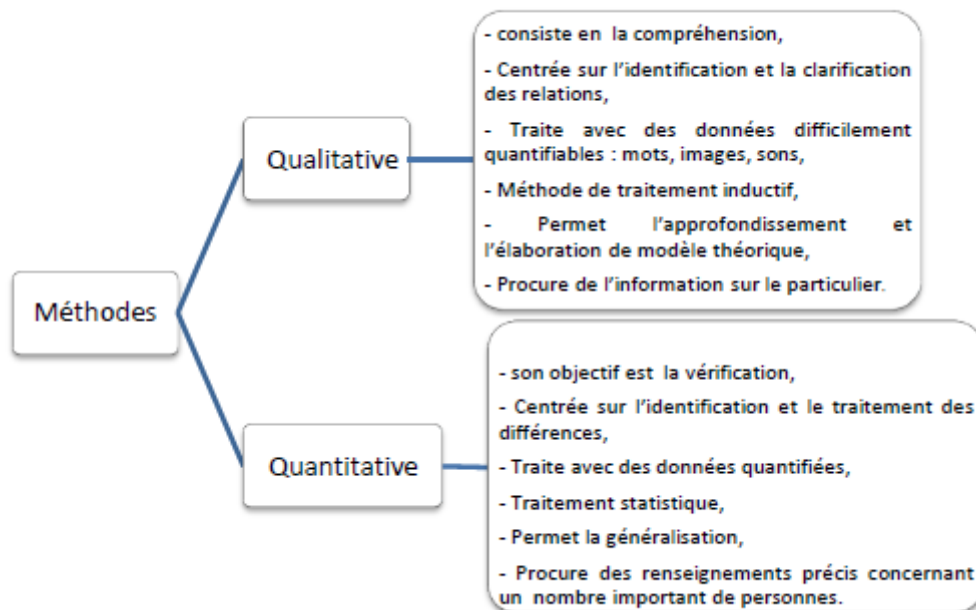 - consiste en la compréhension,
- Centrée sur l'identification et la clarification
des relations,
- Traite avec des données difficilement
quantifiables : mots, images, sons,
- Méthode de traitement inductif,
- Permet l'approfondissement et
l'élaboration de modèle théorique,
- Procure de l'information sur le particulier.
Qualitative
Méthodes
Quantitative
- son objectif est la vérification,
- Centrée sur l'identification et le traitement des
différences,
- Traite avec des données quantifiées,
- Traitement statistique,
- Permet la généralisation,
- Procure des renseignements précis concernant
un nombre important de personnes.